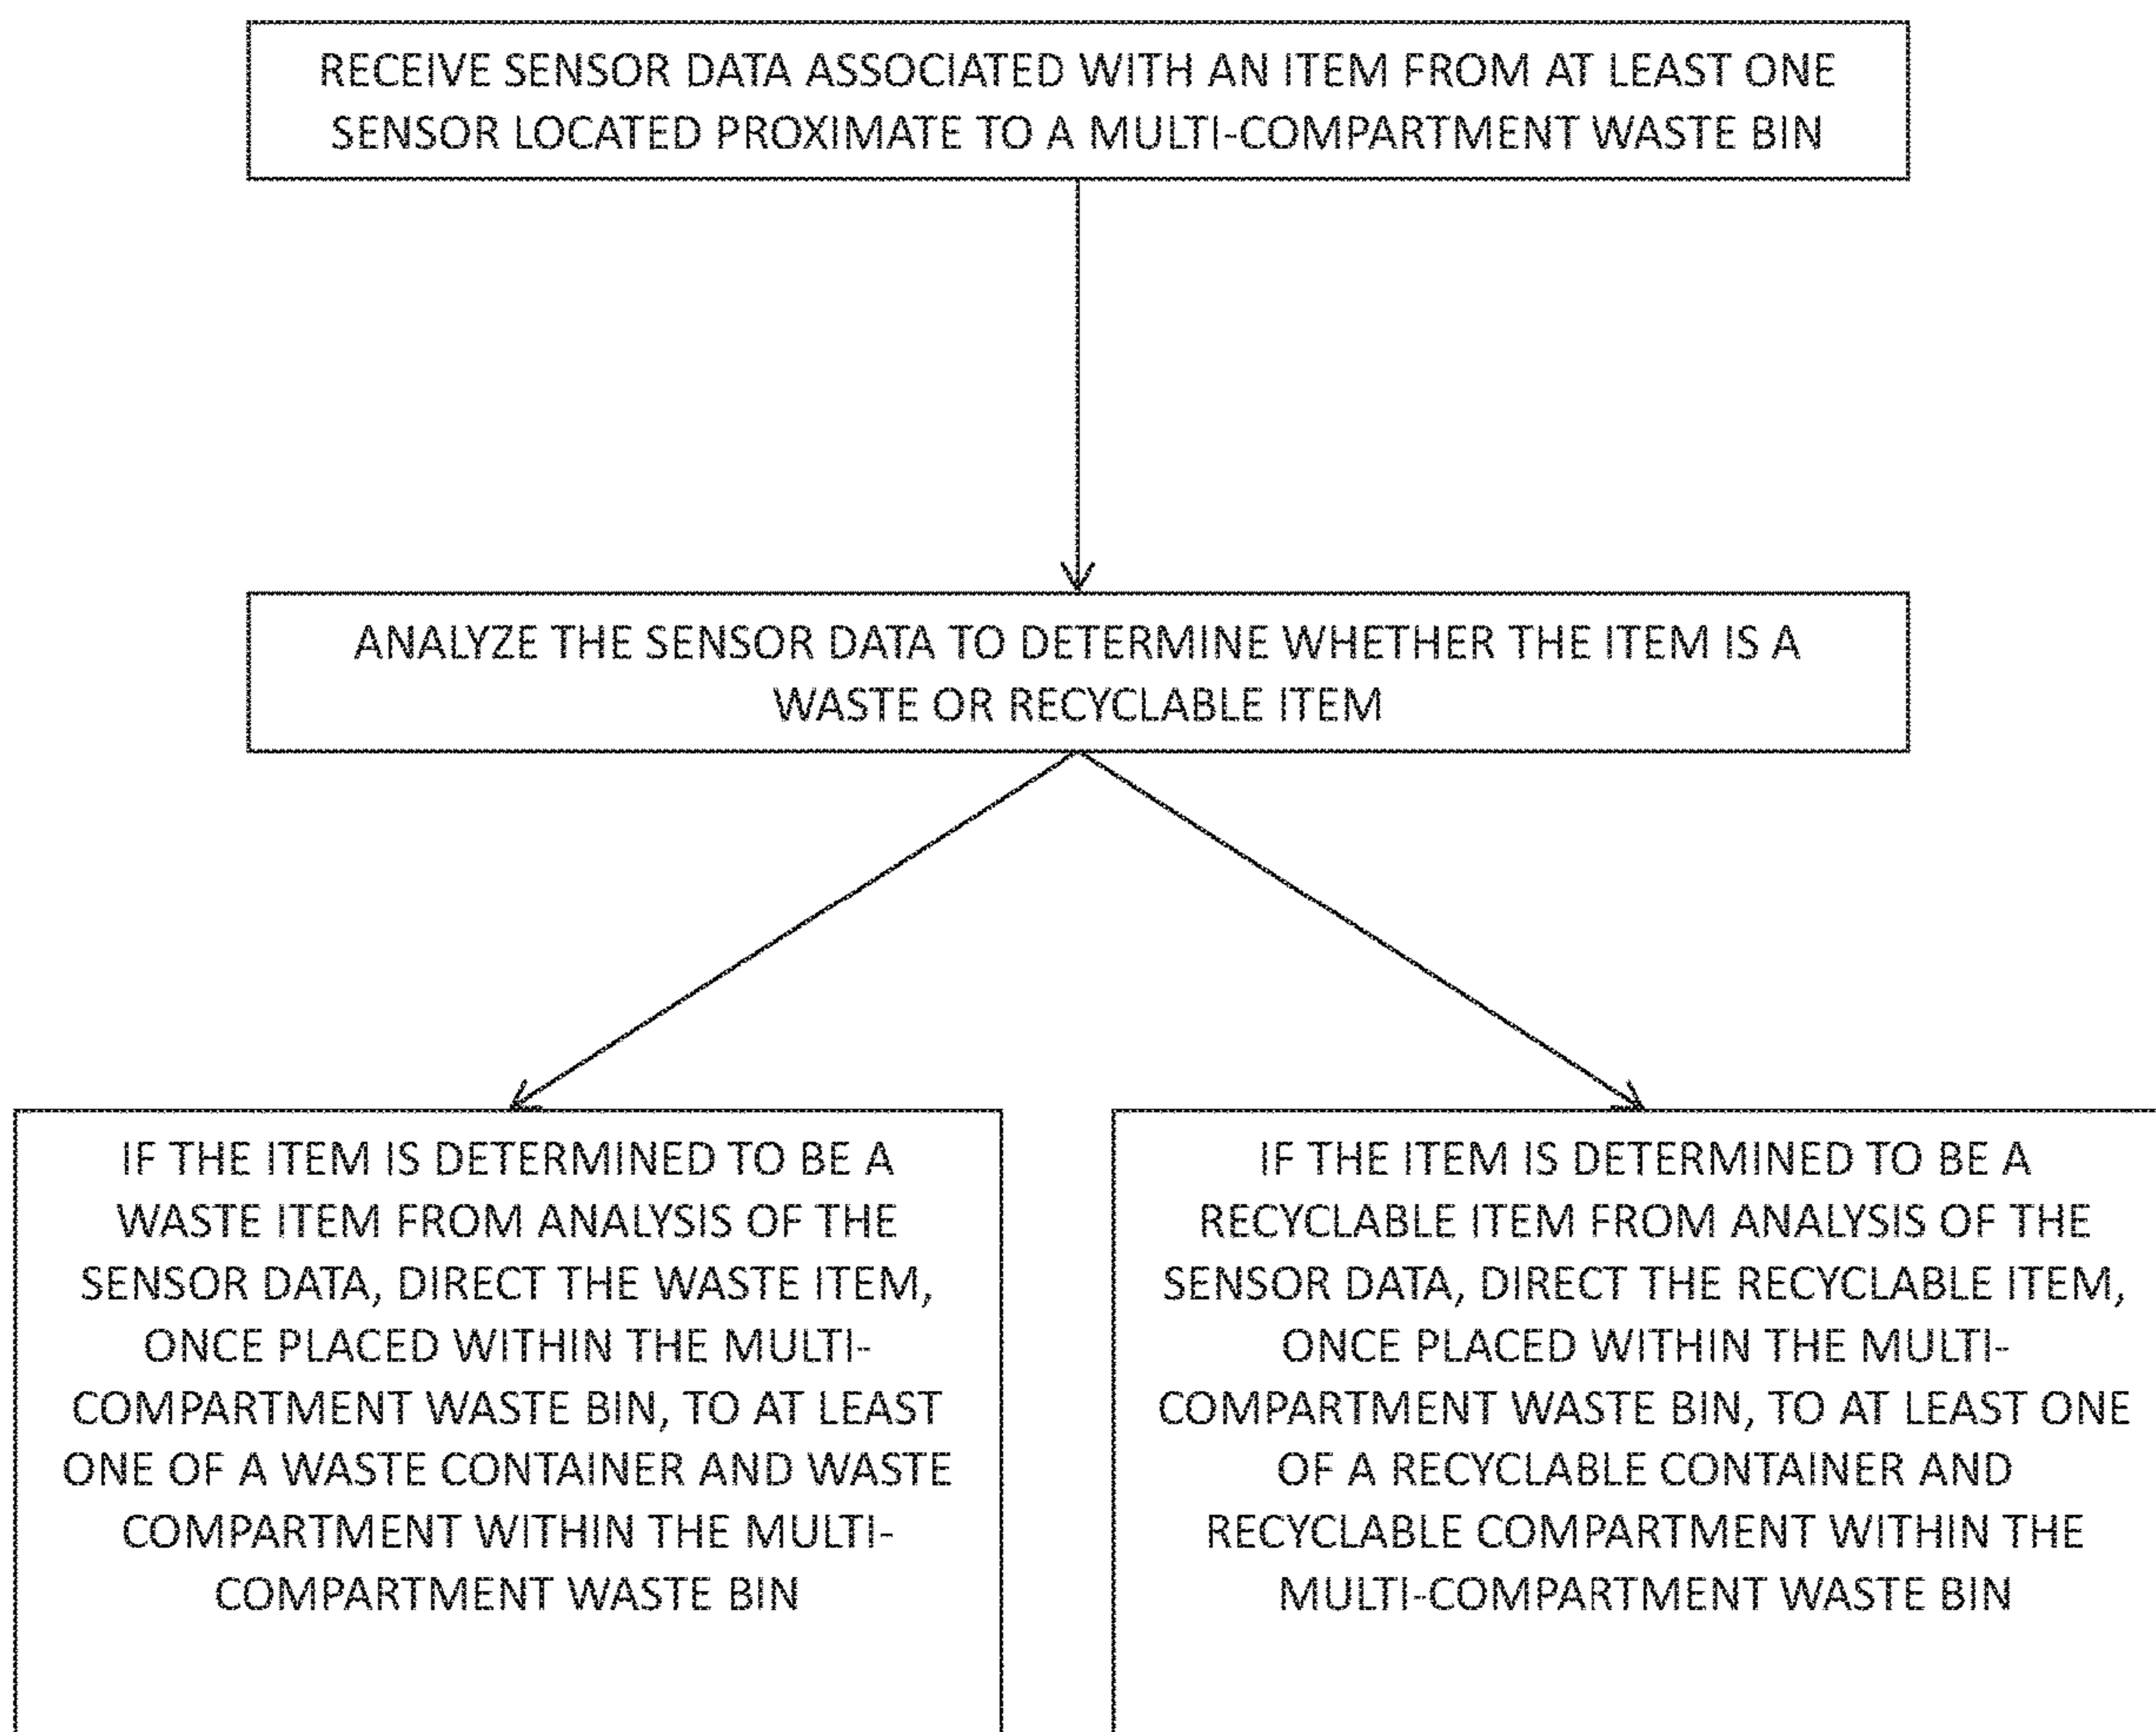 RECEIVE SENSOR DATA ASSOCIATED WITH AN ITEM FROM AT LEAST ONE
SENSOR LOCATED PROXIMATE TO A MULTI-COMPARTMENT WASTE BIN
ANALYZE THE SENSOR DATA TO DETERMINE WHETHER THE ITEM IS A
WASTE OR RECYCLABLE ITEM
IF THE ITEM IS DETERMINED TO BE A
WASTE ITEM FROM ANALYSIS OF THE
SENSOR DATA, DIRECT THE WASTE ITEM,
ONCE PLACED WITHIN THE MULTI-
COMPARTMENT WASTE BIN, TO AT LEAST
ONE OF A WASTE CONTAINER AND WASTE
COMPARTMENT WITHIN THE MULTI-
COMPARTMENT WASTE BIN
IF THE ITEM IS DETERMINED TO BE A
RECYCLABLE ITEM FROM ANALYSIS OF THE
SENSOR DATA, DIRECT THE RECYCLABLE ITEM,
ONCE PLACED WITHIN THE MULTI-
COMPARTMENT WASTE BIN, TO AT LEAST ONE
OF A RECYCLABLE CONTAINER AND
RECYCLABLE COMPARTMENT WITHIN THE
MULTI-COMPARTMENT WASTE BIN